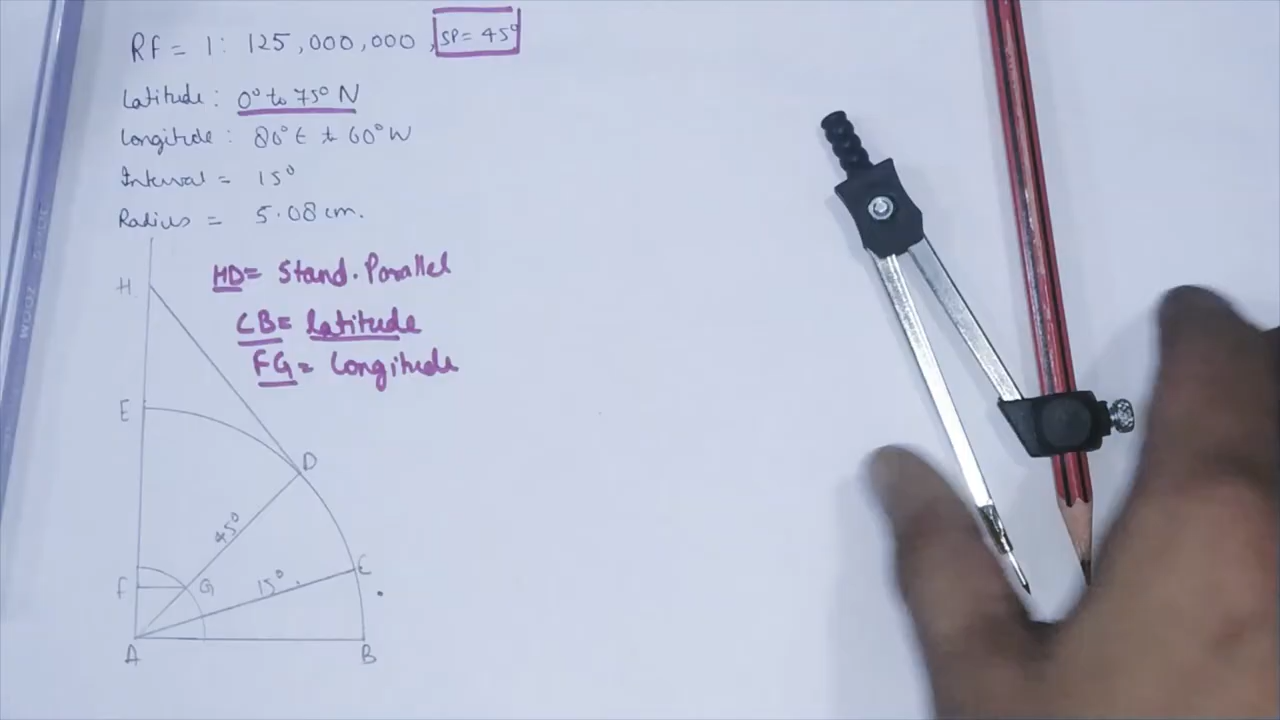 RF = 1 : 125,000,000, SP = 45°
Latitude : 0° to 75° N
Longitude : 80° E to 60° W
Interval = 15°
Radius = 5.08 cm.
H
HD = Stand. Parallel
CB = latitude
FG = Longitude
E
D
45°
15°
C
F
G
A
B